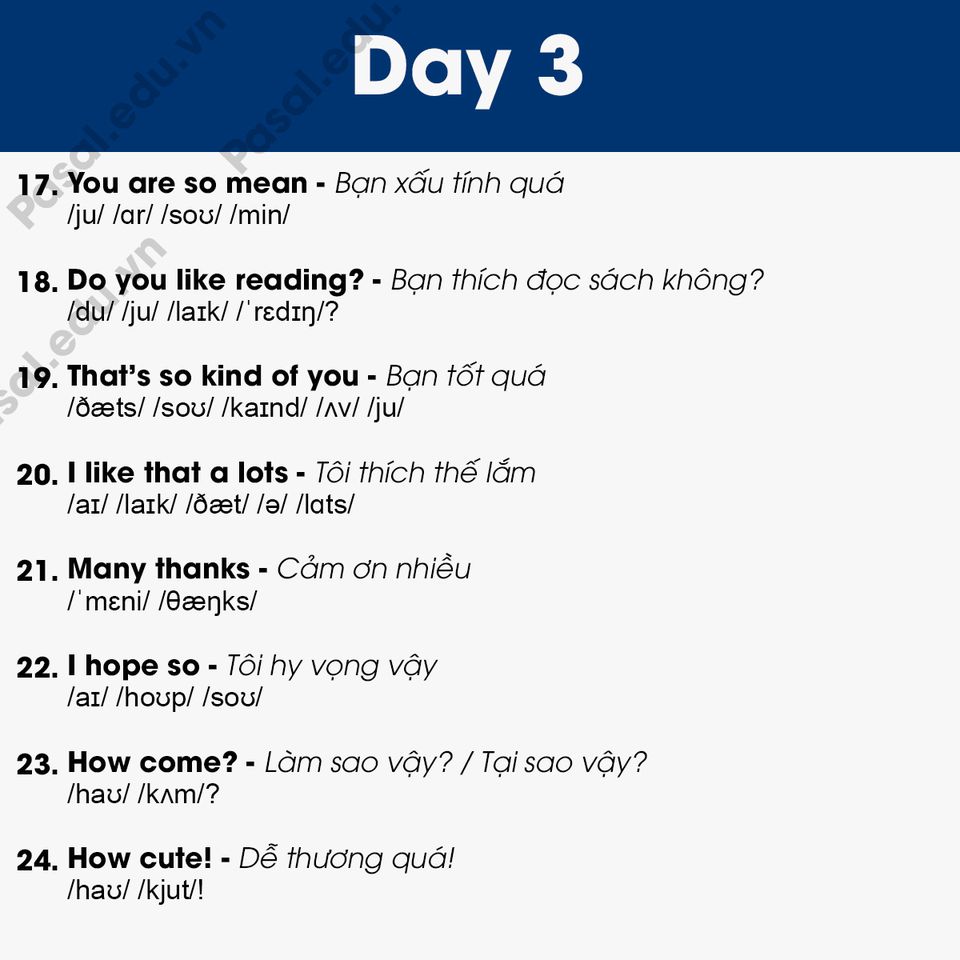 Day 3
Pasal.edu.vn
Pasal.edu.
17. You are so mean - Bạn xấu tính quá
/ju/ /ɑr/ /soʊ/ /min/
Pasal.edu.vn
18. Do you like reading? - Bạn thích đọc sách không?
/du/ /ju/ /laɪk/ /ˈrɛdɪŋ/?
19. That’s so kind of you - Bạn tốt quá
/ðæts/ /soʊ/ /kaɪnd/ /ʌv/ /ju/
20. I like that a lots - Tôi thích thế lắm
/aɪ/ /laɪk/ /ðæt/ /ə/ /lɑts/
21. Many thanks - Cảm ơn nhiều
/ˈmɛni/ /θæŋks/
22. I hope so - Tôi hy vọng vậy
/aɪ/ /hoʊp/ /soʊ/
23. How come? - Làm sao vậy? / Tại sao vậy?
/haʊ/ /kʌm/?
24. How cute! - Dễ thương quá!
/haʊ/ /kjut/!